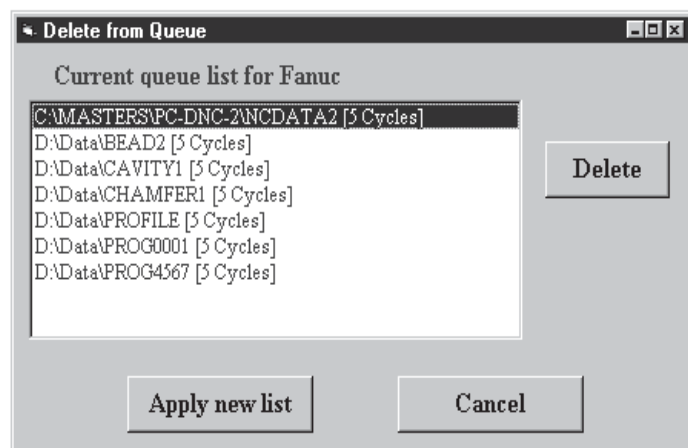 Delete from Queue
Current queue list for Fanuc
C:\MASTERS\PC-DNC-2\NCDATA2 [5 Cycles]
D:\Data\BEAD2 [5 Cycles]
D:\Data\CAVITY1 [5 Cycles]
D:\Data\CHAMFER1 [5 Cycles]
D:\Data\PROFILE [5 Cycles]
D:\Data\PROG0001 [5 Cycles]
D:\Data\PROG4567 [5 Cycles]
Delete
Apply new list
Cancel